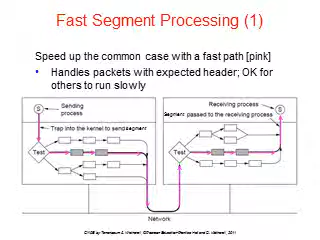 Fast Segment Processing (1)
Speed up the common case with a fast path [pink]
• Handles packets with expected header; OK for
others to run slowly
Sending
process
S
Receiving process
S
Segment passed to the receiving process
Trap into the kernel to send Segment
Test
Test
Network
CN5E by Tanenbaum & Wetherall, © Pearson Education-Prentice Hall and D. Wetherall, 2011